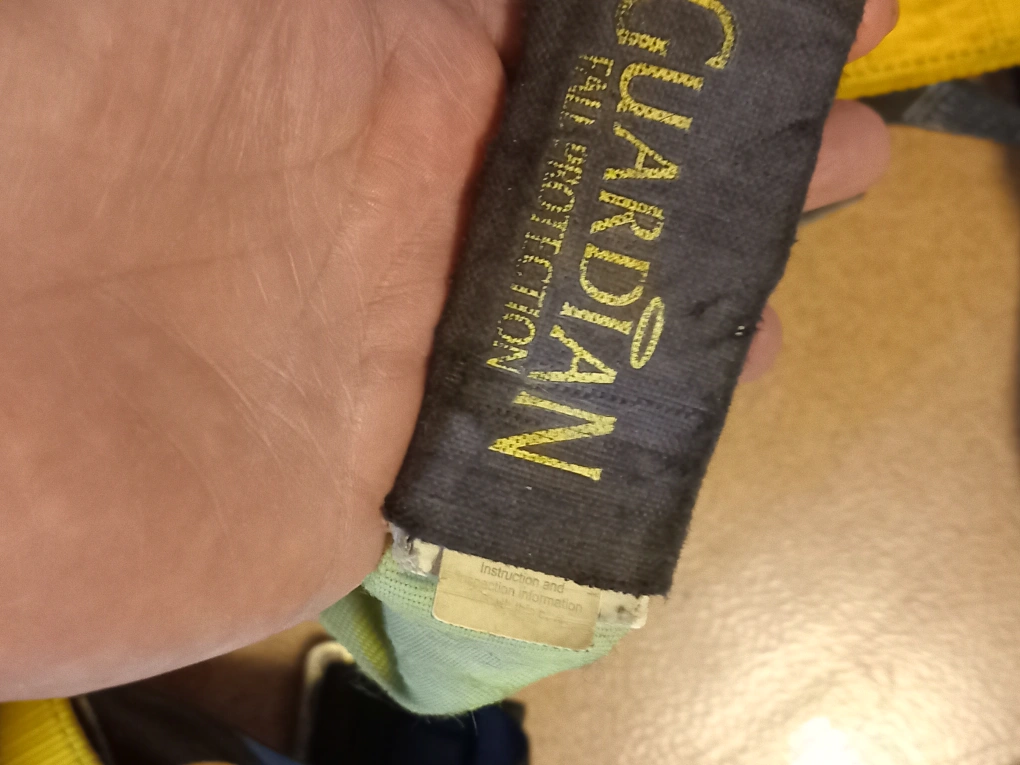 GUARDIAN
FALL PROTECTION
Instruction and
information